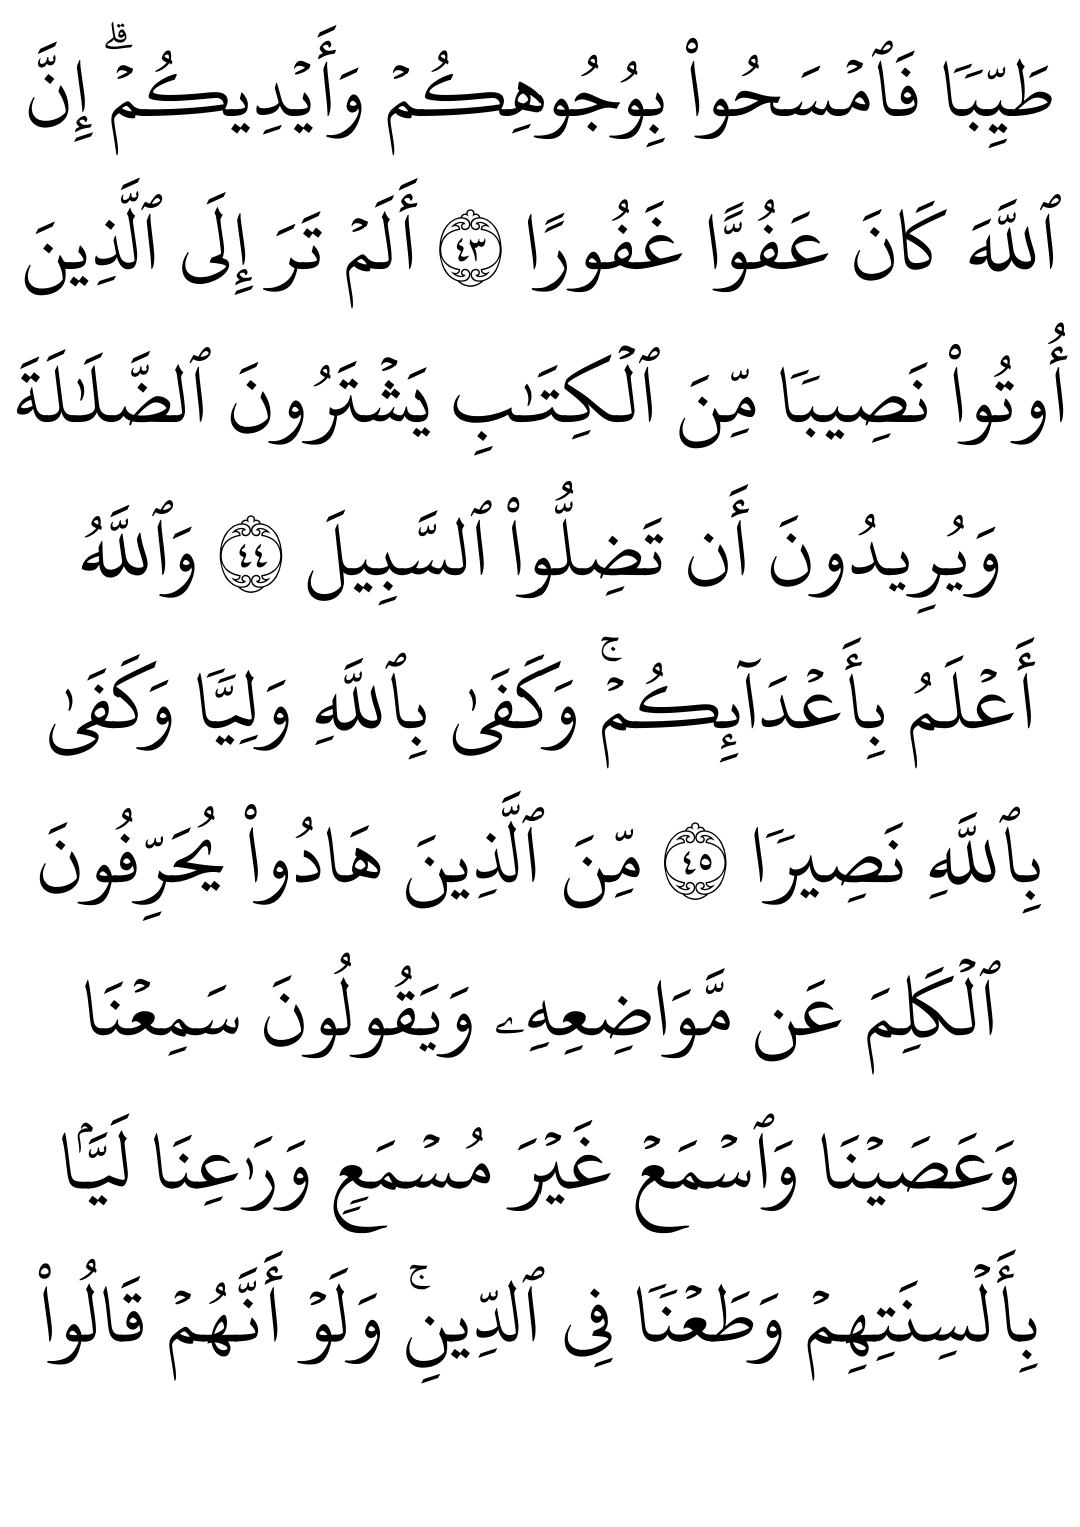 طَيِّبٗا فَٱمۡسَحُواْ بِوُجُوهِكُمۡ وَأَيۡدِيكُمۡۗ إِنَّ
ٱللَّهَ كَانَ عَفُوًّا غَفُورًا ٤٣ أَلَمۡ تَرَ إِلَى ٱلَّذِينَ
أُوتُواْ نَصِيبٗا مِّنَ ٱلۡكِتَٰبِ يَشۡتَرُونَ ٱلضَّلَٰلَةَ
وَيُرِيدُونَ أَن تَضِلُّواْ ٱلسَّبِيلَ ٤٤ وَٱللَّهُ
أَعۡلَمُ بِأَعۡدَآئِكُمۡۚ وَكَفَىٰ بِٱللَّهِ وَلِيّٗا وَكَفَىٰ
بِٱللَّهِ نَصِيرٗا ٤٥ مِّنَ ٱلَّذِينَ هَادُواْ يُحَرِّفُونَ
ٱلۡكَلِمَ عَن مَّوَاضِعِهِۦ وَيَقُولُونَ سَمِعۡنَا
وَعَصَيۡنَا وَٱسۡمَعۡ غَيۡرَ مُسۡمَعٖ وَرَٰعِنَا لَيَّۢا
بِأَلۡسِنَتِهِمۡ وَطَعۡنٗا فِي ٱلدِّينِۚ وَلَوۡ أَنَّهُمۡ قَالُواْ